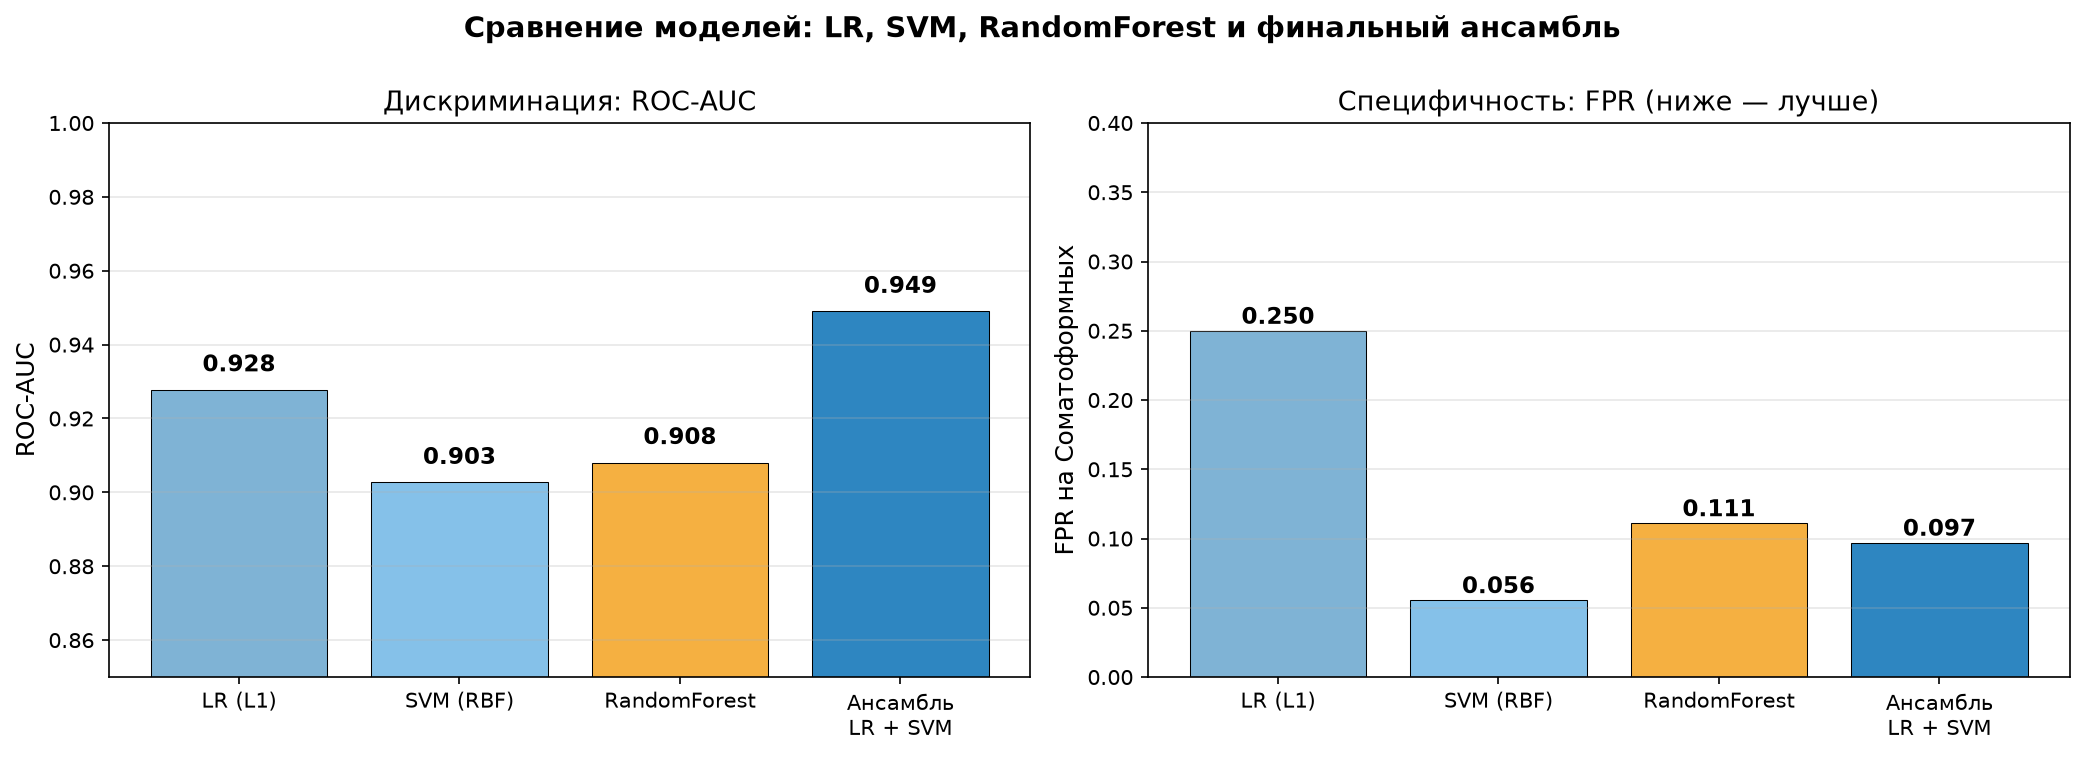 Сравнение моделей: LR, SVM, RandomForest и финальный ансамбль
Дискриминация: ROC-AUC
ROC-AUC
1.00
0.98
0.96
0.94
0.92
0.90
0.88
0.86
0.928
0.903
0.908
0.949
LR (L1)
SVM (RBF)
RandomForest
Ансамбль
LR + SVM
Специфичность: FPR (ниже — лучше)
FPR на Соматоформных
0.40
0.35
0.30
0.25
0.20
0.15
0.10
0.05
0.00
0.250
0.056
0.111
0.097
LR (L1)
SVM (RBF)
RandomForest
Ансамбль
LR + SVM